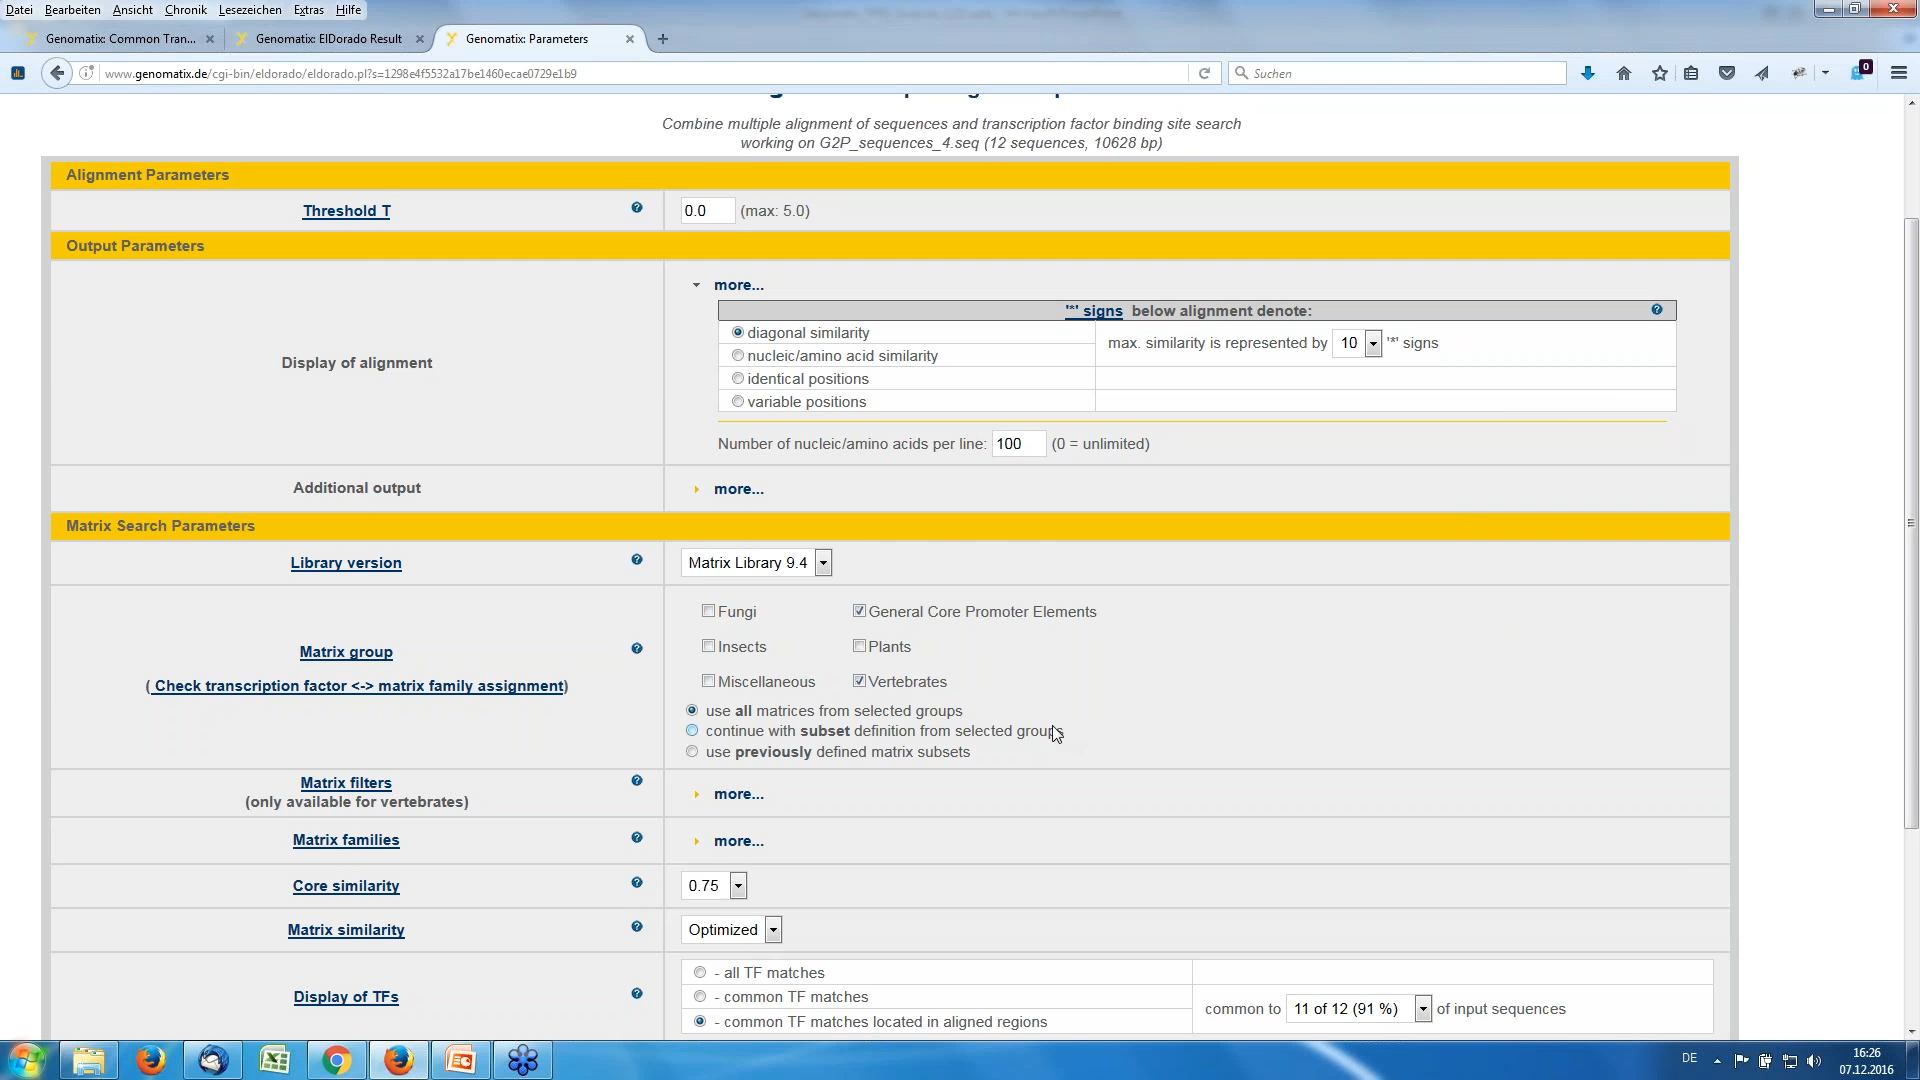 Datei Bearbeiten Ansicht Chronik Lesezeichen Extras Hilfe
Genomatix: Common Tran... × Genomatix: ElDorado Result × Genomatix: Parameters × +
www.genomatix.de/cgi-bin/eldorado/eldorado.pl?s=1298e4f5532a17be1460ecae0729e1b9 Suchen 0
Combine multiple alignment of sequences and transcription factor binding site search
working on G2P_sequences_4.seq (12 sequences, 10628 bp)
Alignment Parameters
Threshold T ? 0.0 (max: 5.0)
Output Parameters
Display of alignment
more...
'*' signs below alignment denote: ?
diagonal similarity
max. similarity is represented by 10 '*' signs
nucleic/amino acid similarity
identical positions
variable positions
Number of nucleic/amino acids per line: 100 (0 = unlimited)
Additional output more...
Matrix Search Parameters
Library version ? Matrix Library 9.4
Matrix group ?
( Check transcription factor <-> matrix family assignment)
Fungi General Core Promoter Elements
Insects Plants
Miscellaneous Vertebrates
use all matrices from selected groups
continue with subset definition from selected groups
use previously defined matrix subsets
Matrix filters ?
(only available for vertebrates)
more...
Matrix families ? more...
Core similarity ? 0.75
Matrix similarity ? Optimized
Display of TFs ?
- all TF matches
- common TF matches
- common TF matches located in aligned regions
common to 11 of 12 (91 %) of input sequences
DE
16:26
07.12.2016